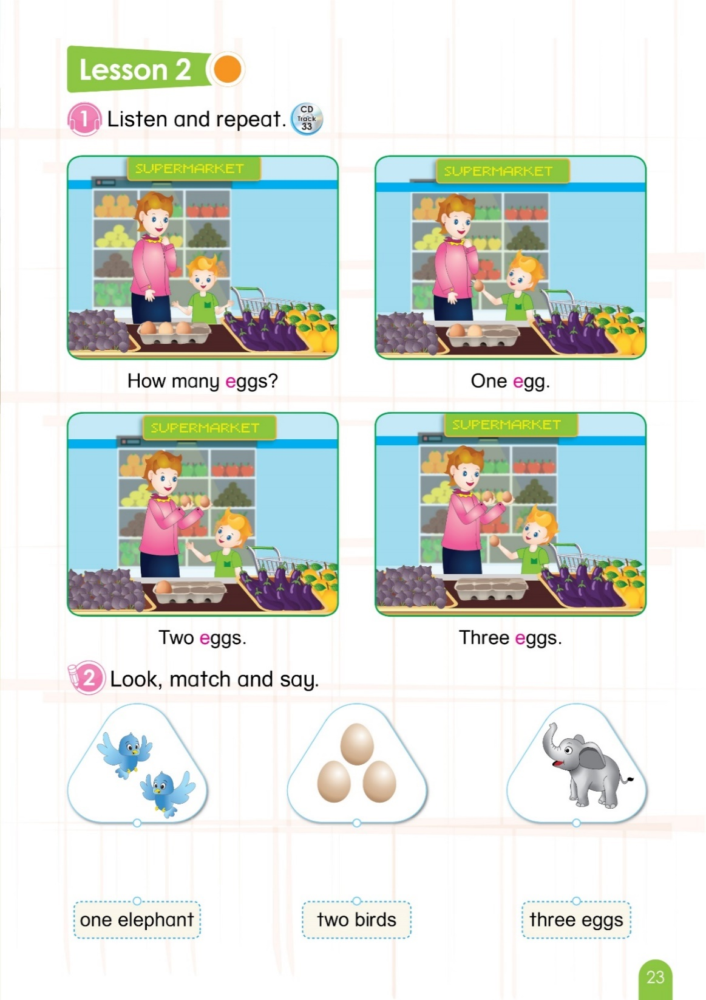 Lesson 2
1 Listen and repeat. CD Track 33
SUPERMARKET
SUPERMARKET
How many eggs?
One egg.
SUPERMARKET
SUPERMARKET
Two eggs.
Three eggs.
2 Look, match and say.
one elephant
two birds
three eggs
23